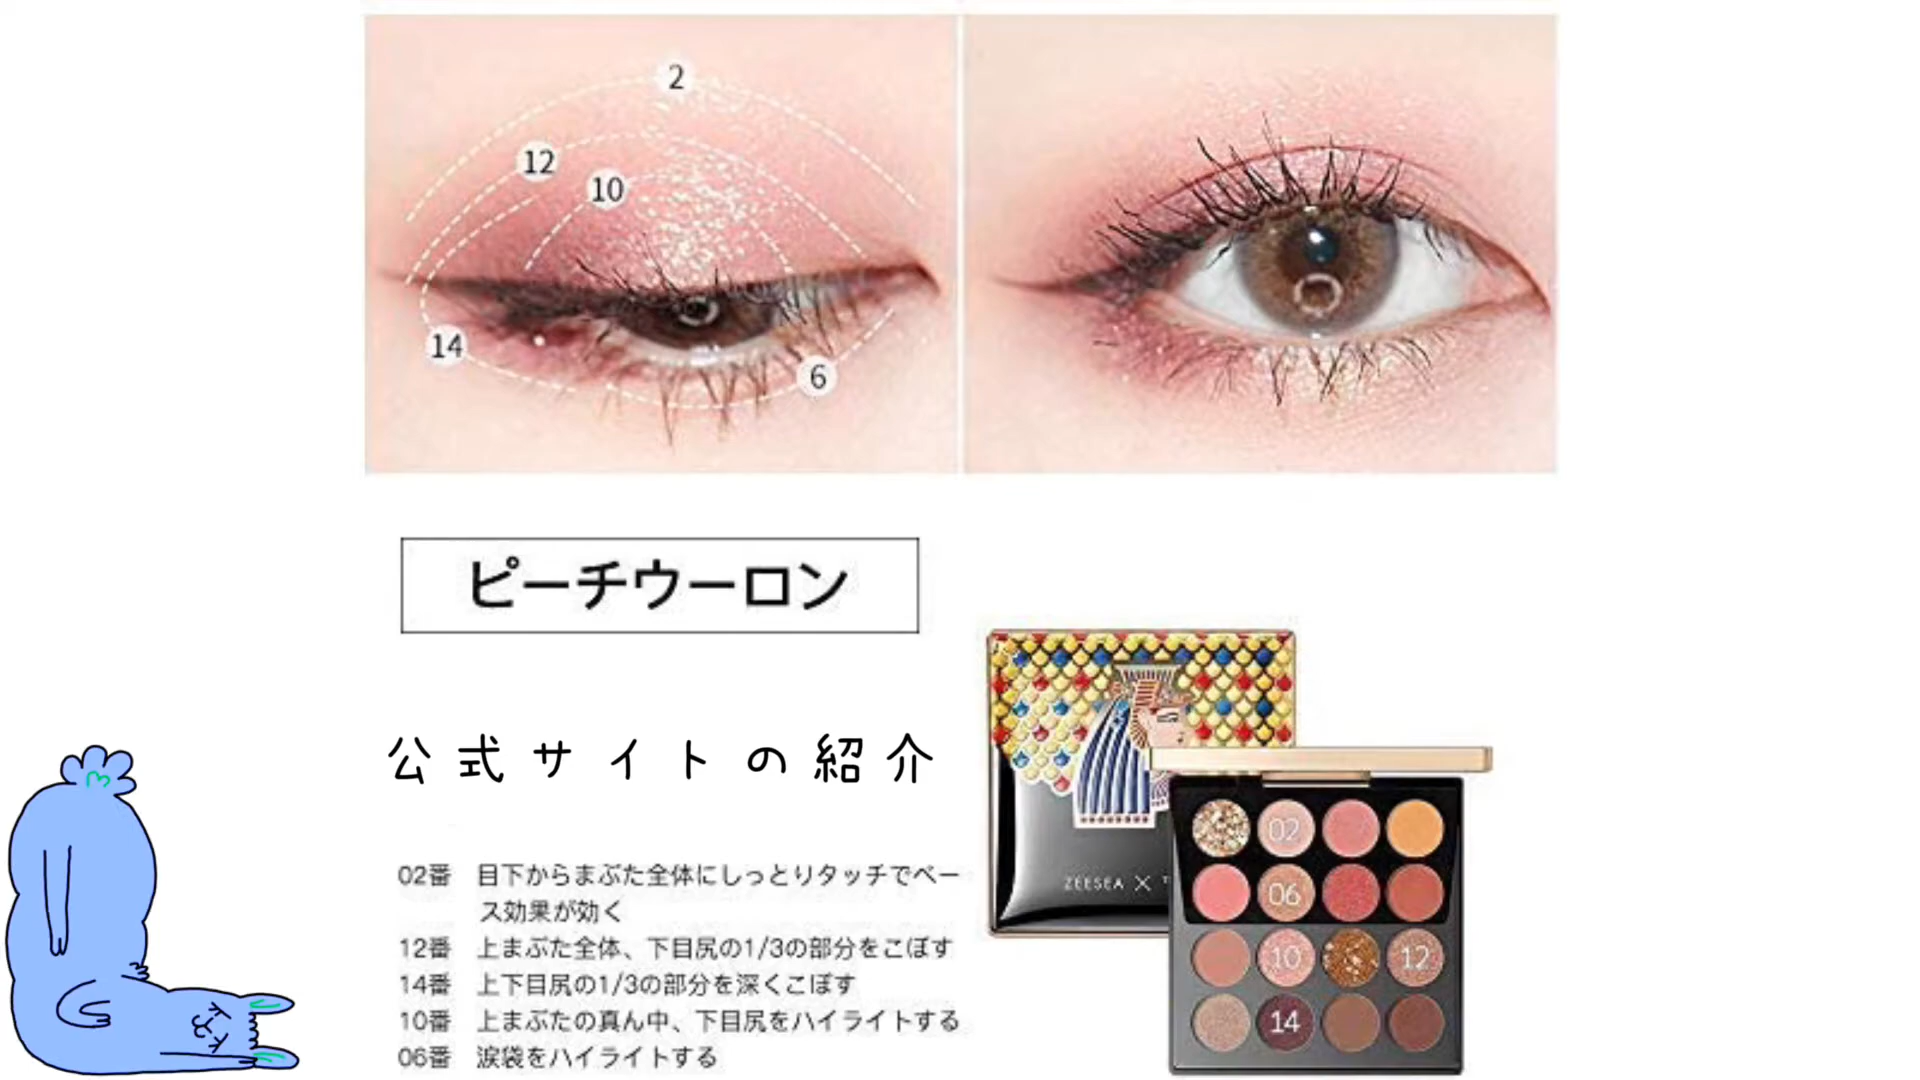 2
12
10
14
6
ピーチウーロン
公式サイトの紹介
02番 目下からまぶた全体にしっとりタッチでベー
ス効果が効く
12番 上まぶた全体、下目尻の1/3の部分をこぼす
14番 上下目尻の1/3の部分を深くこぼす
10番 上まぶたの真ん中、下目尻をハイライトする
06番 涙袋をハイライトする
ZEESEA × T
02
06
10 12
14